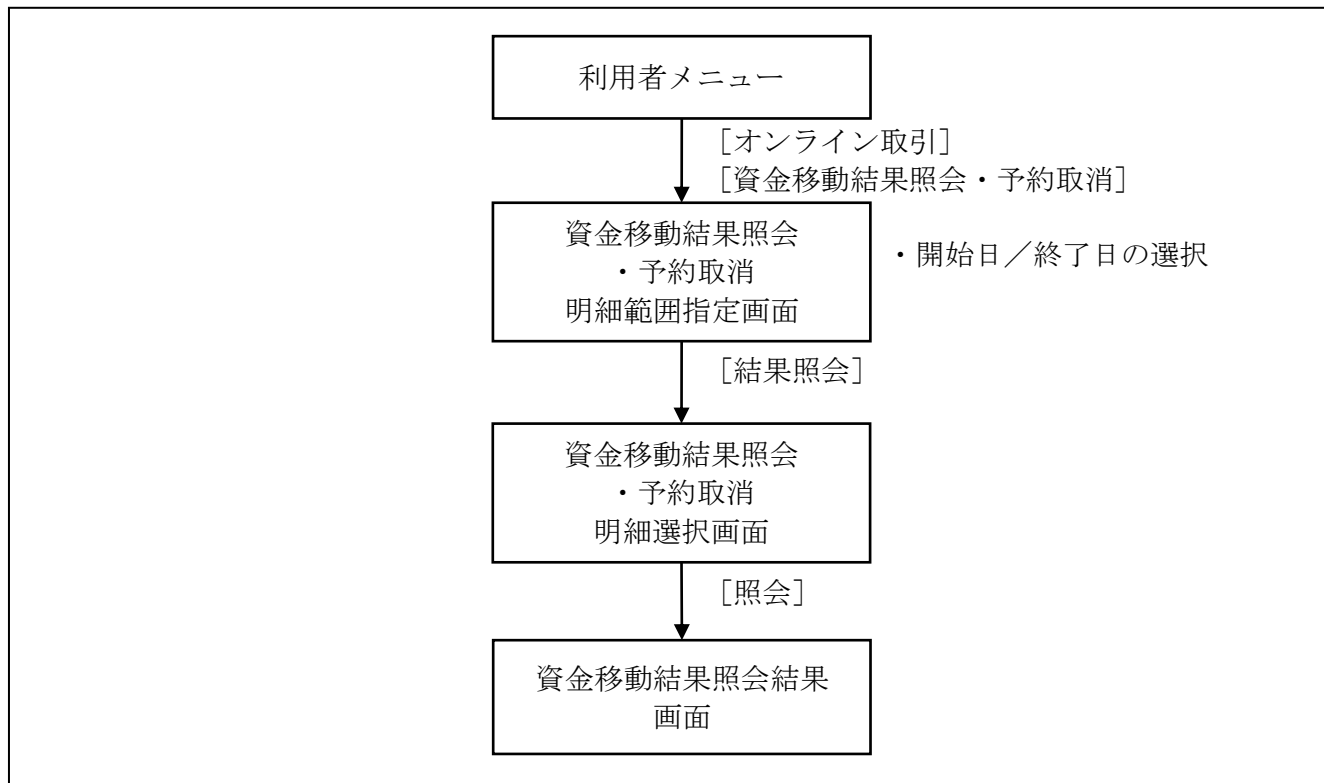 利用者メニュー
［オンライン取引］
［資金移動結果照会・予約取消］
資金移動結果照会
・予約取消
明細範囲指定画面
・開始日／終了日の選択
［結果照会］
資金移動結果照会
・予約取消
明細選択画面
［照会］
資金移動結果照会結果
画面